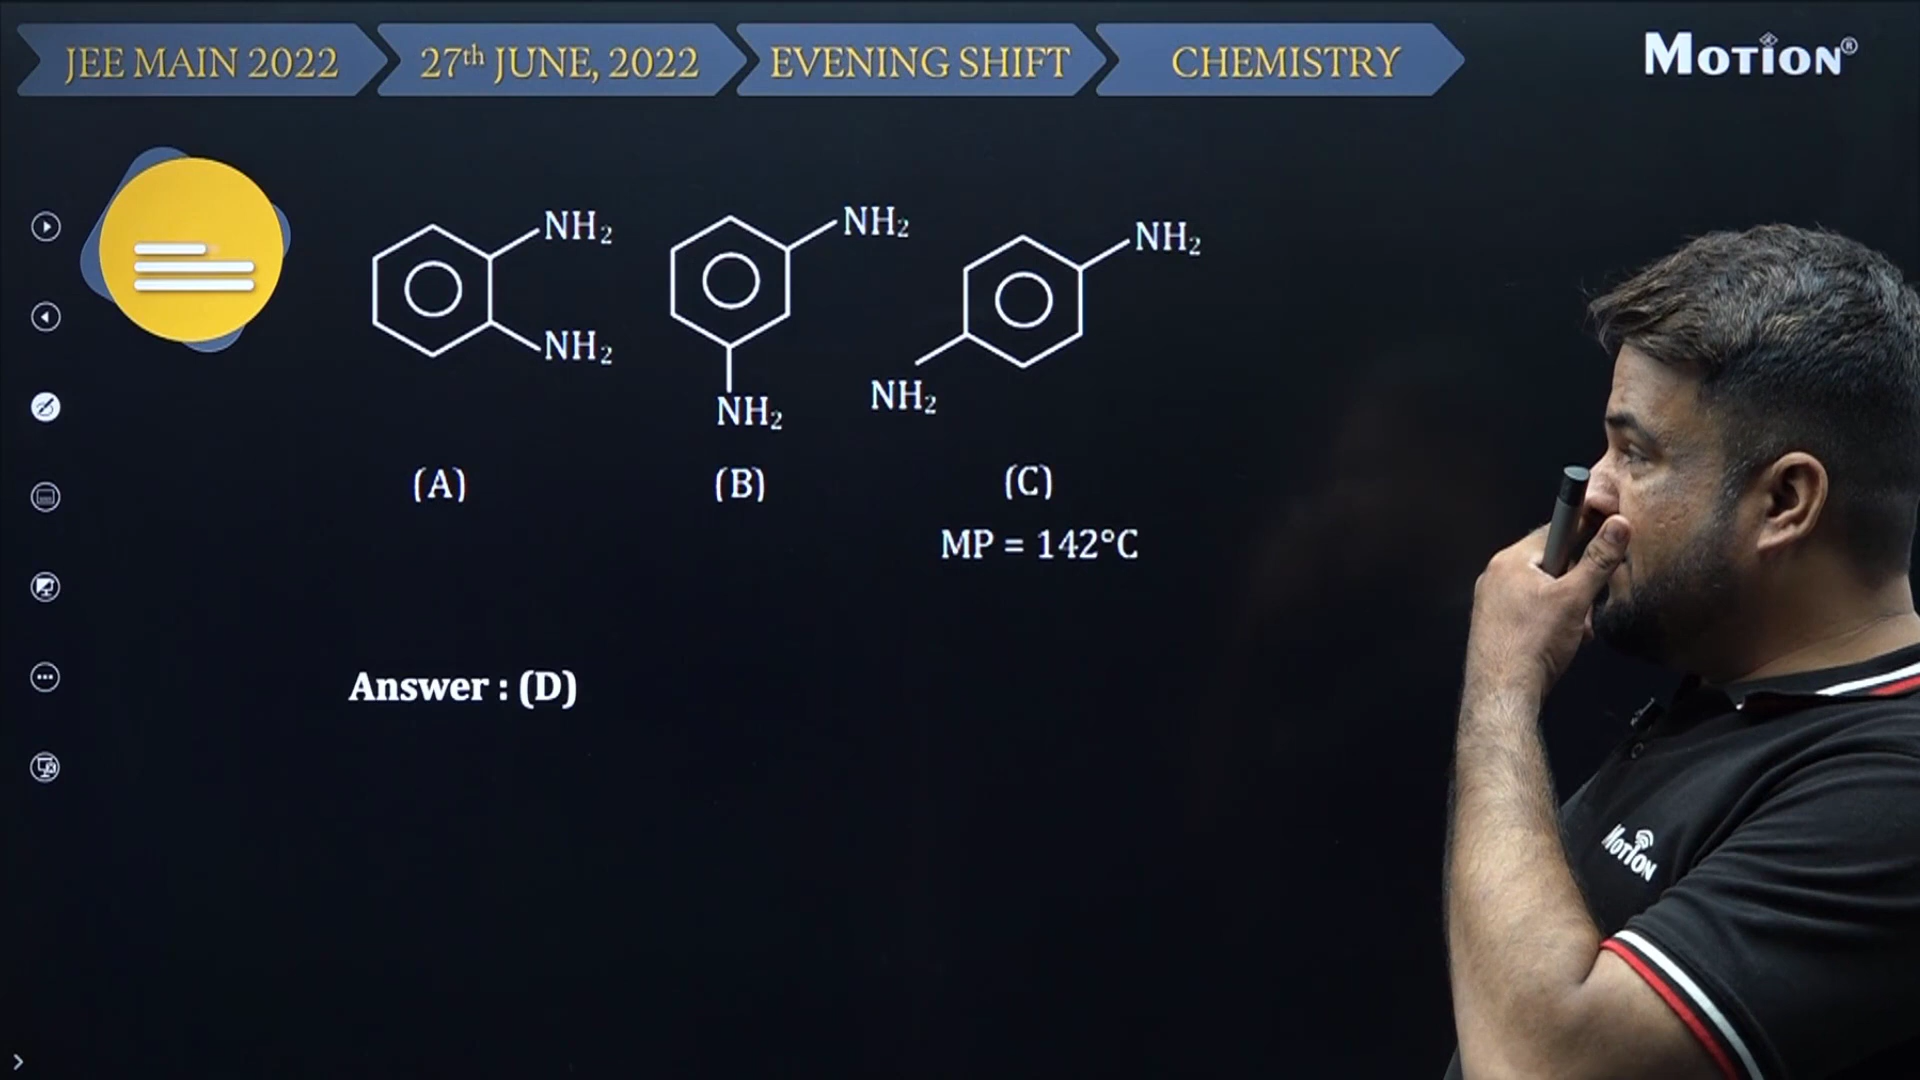 JEE MAIN 2022
27th JUNE, 2022
EVENING SHIFT
CHEMISTRY
MOTION®
NH2
NH2
NH2
NH2
NH2
NH2
(A)
(B)
(C)
MP = 142°C
Answer : (D)
MOTION